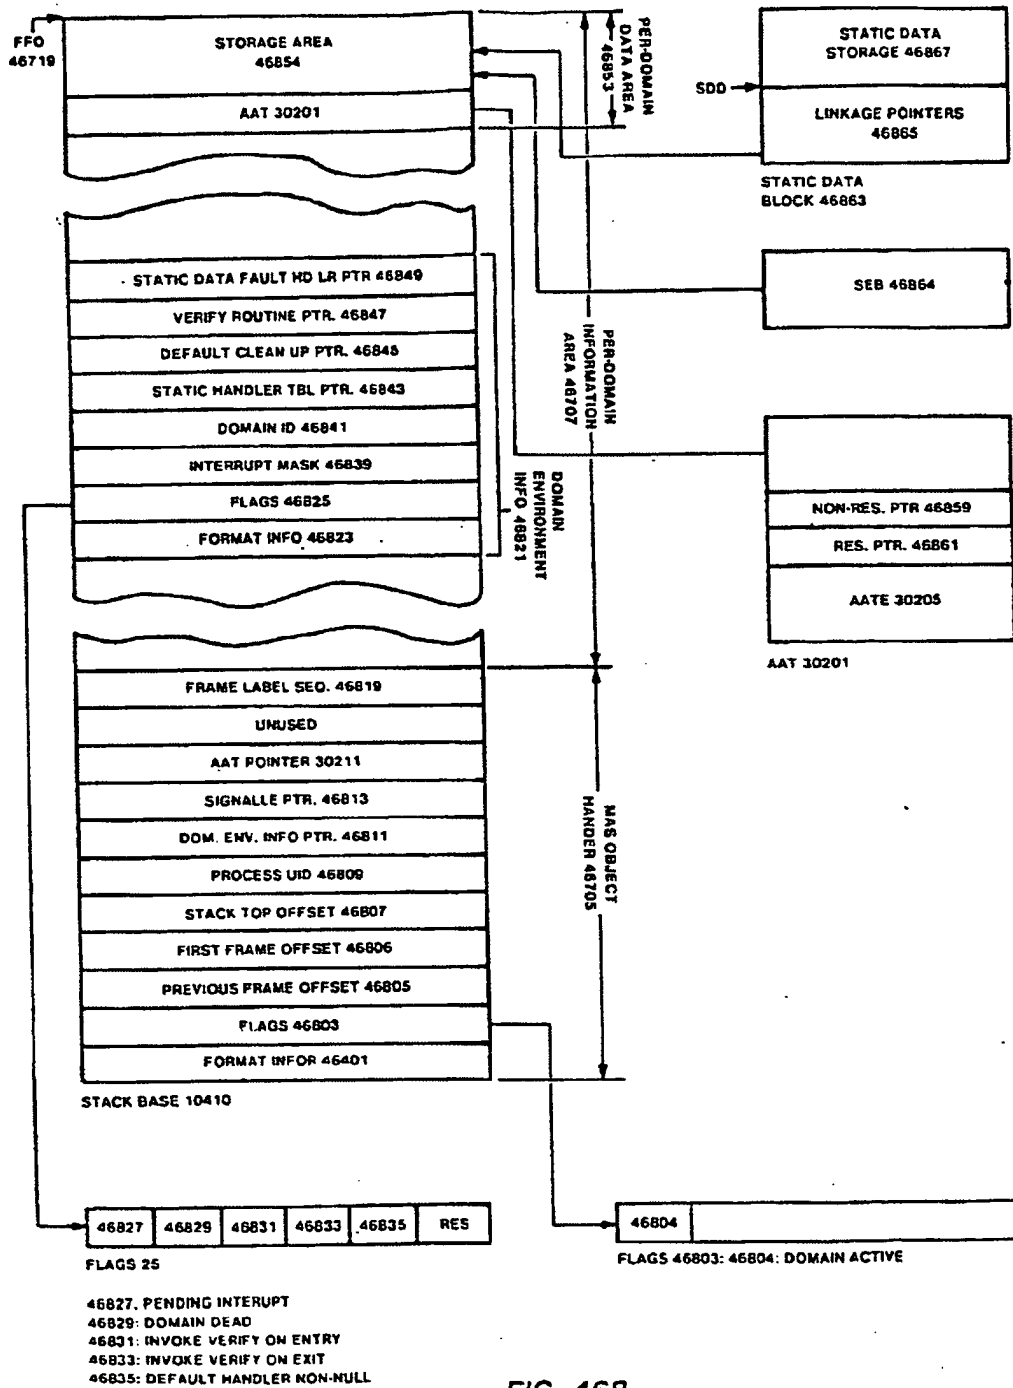 FFO
46719
STORAGE AREA
46854
AAT 30201
PER-DOMAIN
DATA AREA
46853
STATIC DATA
STORAGE 46867
SDD
LINKAGE POINTERS
46865
STATIC DATA
BLOCK 46863
SEB 46864
STATIC DATA FAULT HD LR PTR 46849
VERIFY ROUTINE PTR. 46847
DEFAULT CLEAN UP PTR. 46845
STATIC HANDLER TBL PTR. 46843
DOMAIN ID 46841
INTERRUPT MASK 46839
FLAGS 46825
FORMAT INFO 46823
DOMAIN
ENVIRONMENT
INFO 46821
PER-DOMAIN
INFORMATION
AREA 46707
NON-RES. PTR 46859
RES. PTR. 46861
AATE 30205
AAT 30201
FRAME LABEL SEQ. 46819
UNUSED
AAT POINTER 30211
SIGNALLE PTR. 46813
DOM. ENV. INFO PTR. 46811
PROCESS UID 46809
STACK TOP OFFSET 46807
FIRST FRAME OFFSET 46806
PREVIOUS FRAME OFFSET 46805
FLAGS 46803
FORMAT INFOR 46401
MAS OBJECT
HANDER 46705
STACK BASE 10410
46827 46829 46831 46833 46835 RES
FLAGS 25
46804
FLAGS 46803: 46804: DOMAIN ACTIVE
46827. PENDING INTERUPT
46829: DOMAIN DEAD
46831: INVOKE VERIFY ON ENTRY
46833: INVOKE VERIFY ON EXIT
46835: DEFAULT HANDLER NON-NULL
FIG. 468